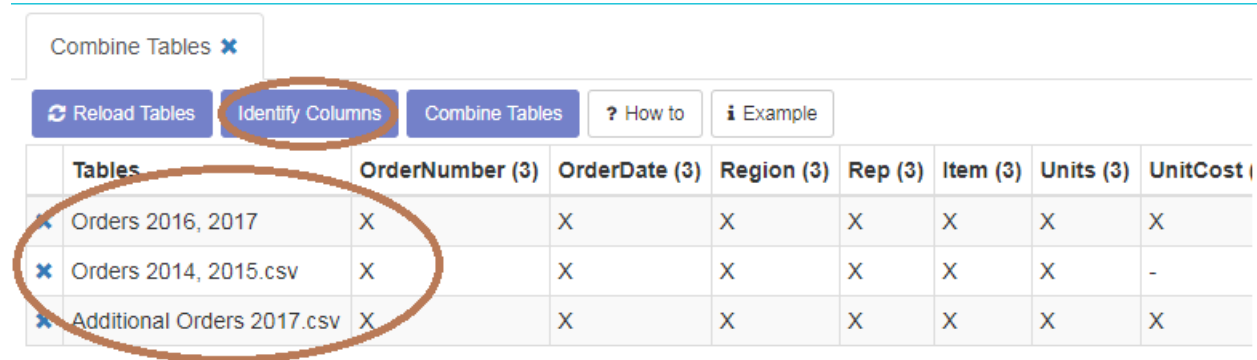 Combine Tables
Reload Tables Identify Columns Combine Tables ? How to i Example
Tables OrderNumber (3) OrderDate (3) Region (3) Rep (3) Item (3) Units (3) UnitCost (
Orders 2016, 2017 X X X X X X X
Orders 2014, 2015.csv X X X X X X -
Additional Orders 2017.csv X X X X X X X